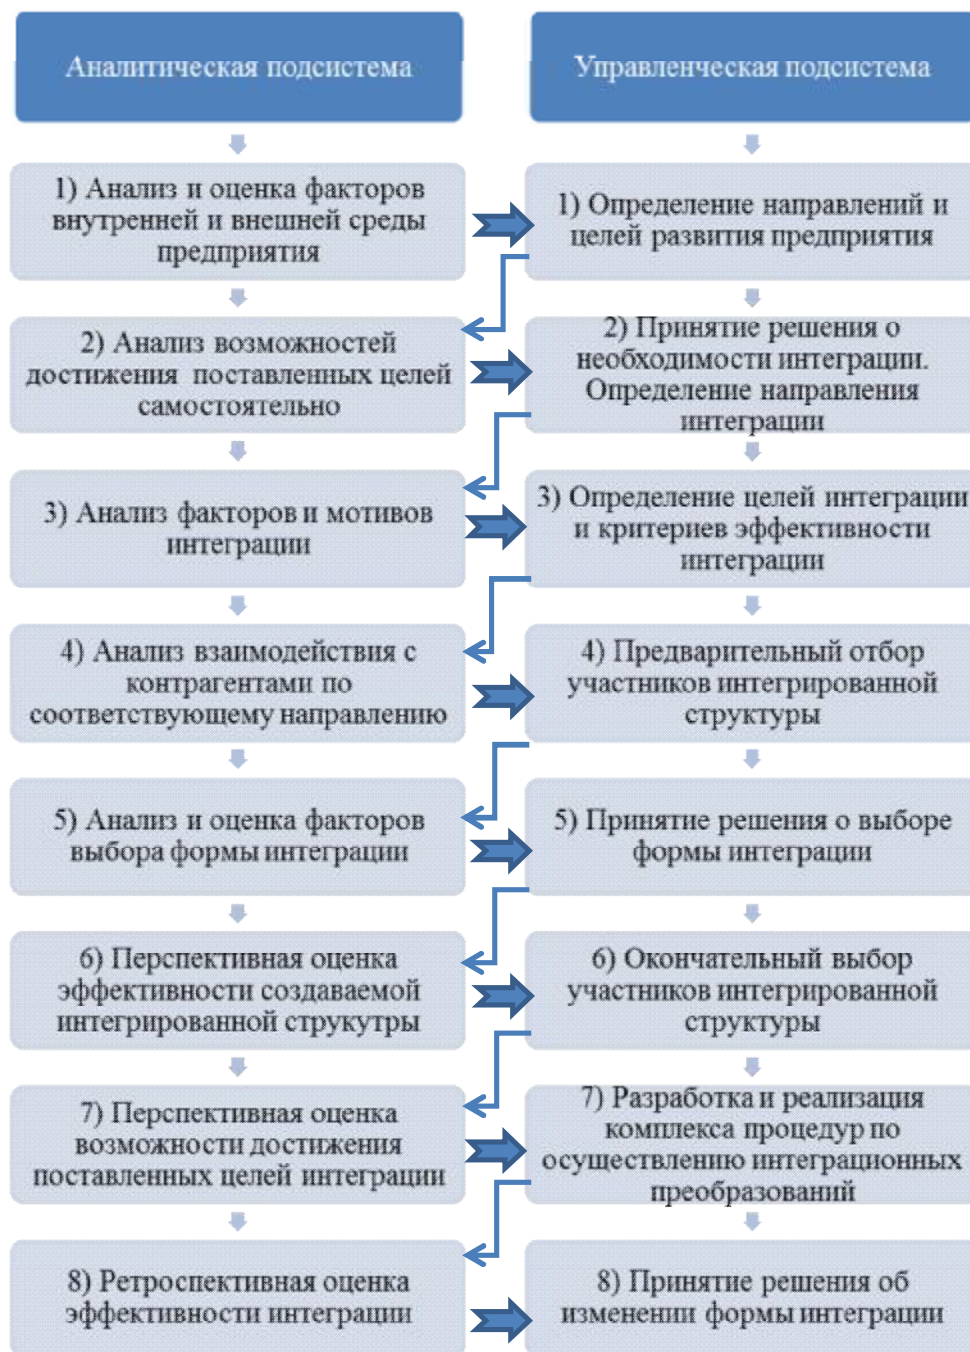 Аналитическая подсистема
Управленческая подсистема
1) Анализ и оценка факторов
внутренней и внешней среды
предприятия
1) Определение направлений и
целей развития предприятия
2) Анализ возможностей
достижения поставленных целей
самостоятельно
2) Принятие решения о
необходимости интеграции.
Определение направления
интеграции
3) Анализ факторов и мотивов
интеграции
3) Определение целей интеграции
и критериев эффективности
интеграции
4) Анализ взаимодействия с
контрагентами по
соответствующему направлению
4) Предварительный отбор
участников интегрированной
структуры
5) Анализ и оценка факторов
выбора формы интеграции
5) Принятие решения о выборе
формы интеграции
6) Перспективная оценка
эффективности создаваемой
интегрированной струкутры
6) Окончательный выбор
участников интегрированной
структуры
7) Перспективная оценка
возможности достижения
поставленных целей интеграции
7) Разработка и реализация
комплекса процедур по
осуществлению интеграционных
преобразований
8) Ретроспективная оценка
эффективности интеграции
8) Принятие решения об
изменении формы интеграции